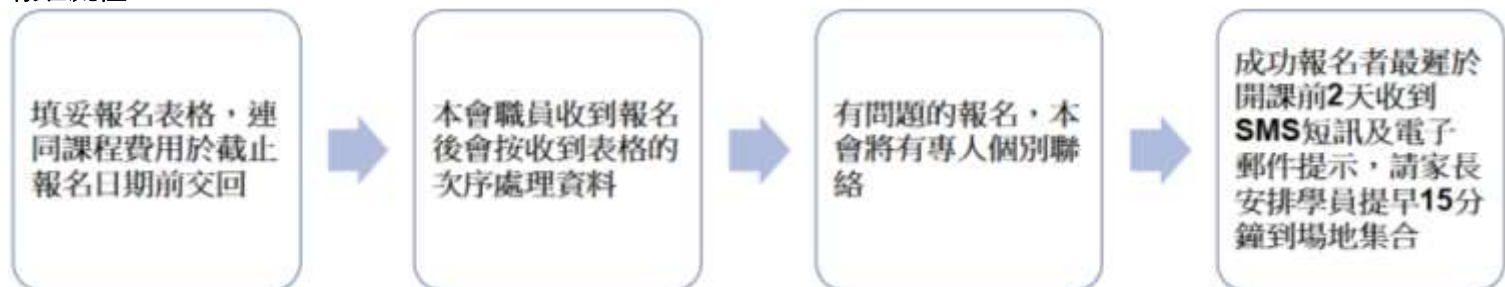 填妥報名表格，連
同課程費用於截止
報名日期前交回
本會職員收到報名
後會按收到表格的
次序處理資料
有問題的報名，本
會將有專人個別聯
絡
成功報名者最遲於
開課前2天收到
SMS短訊及電子
郵件提示，請家長
安排學員提早15分
鐘到場地集合